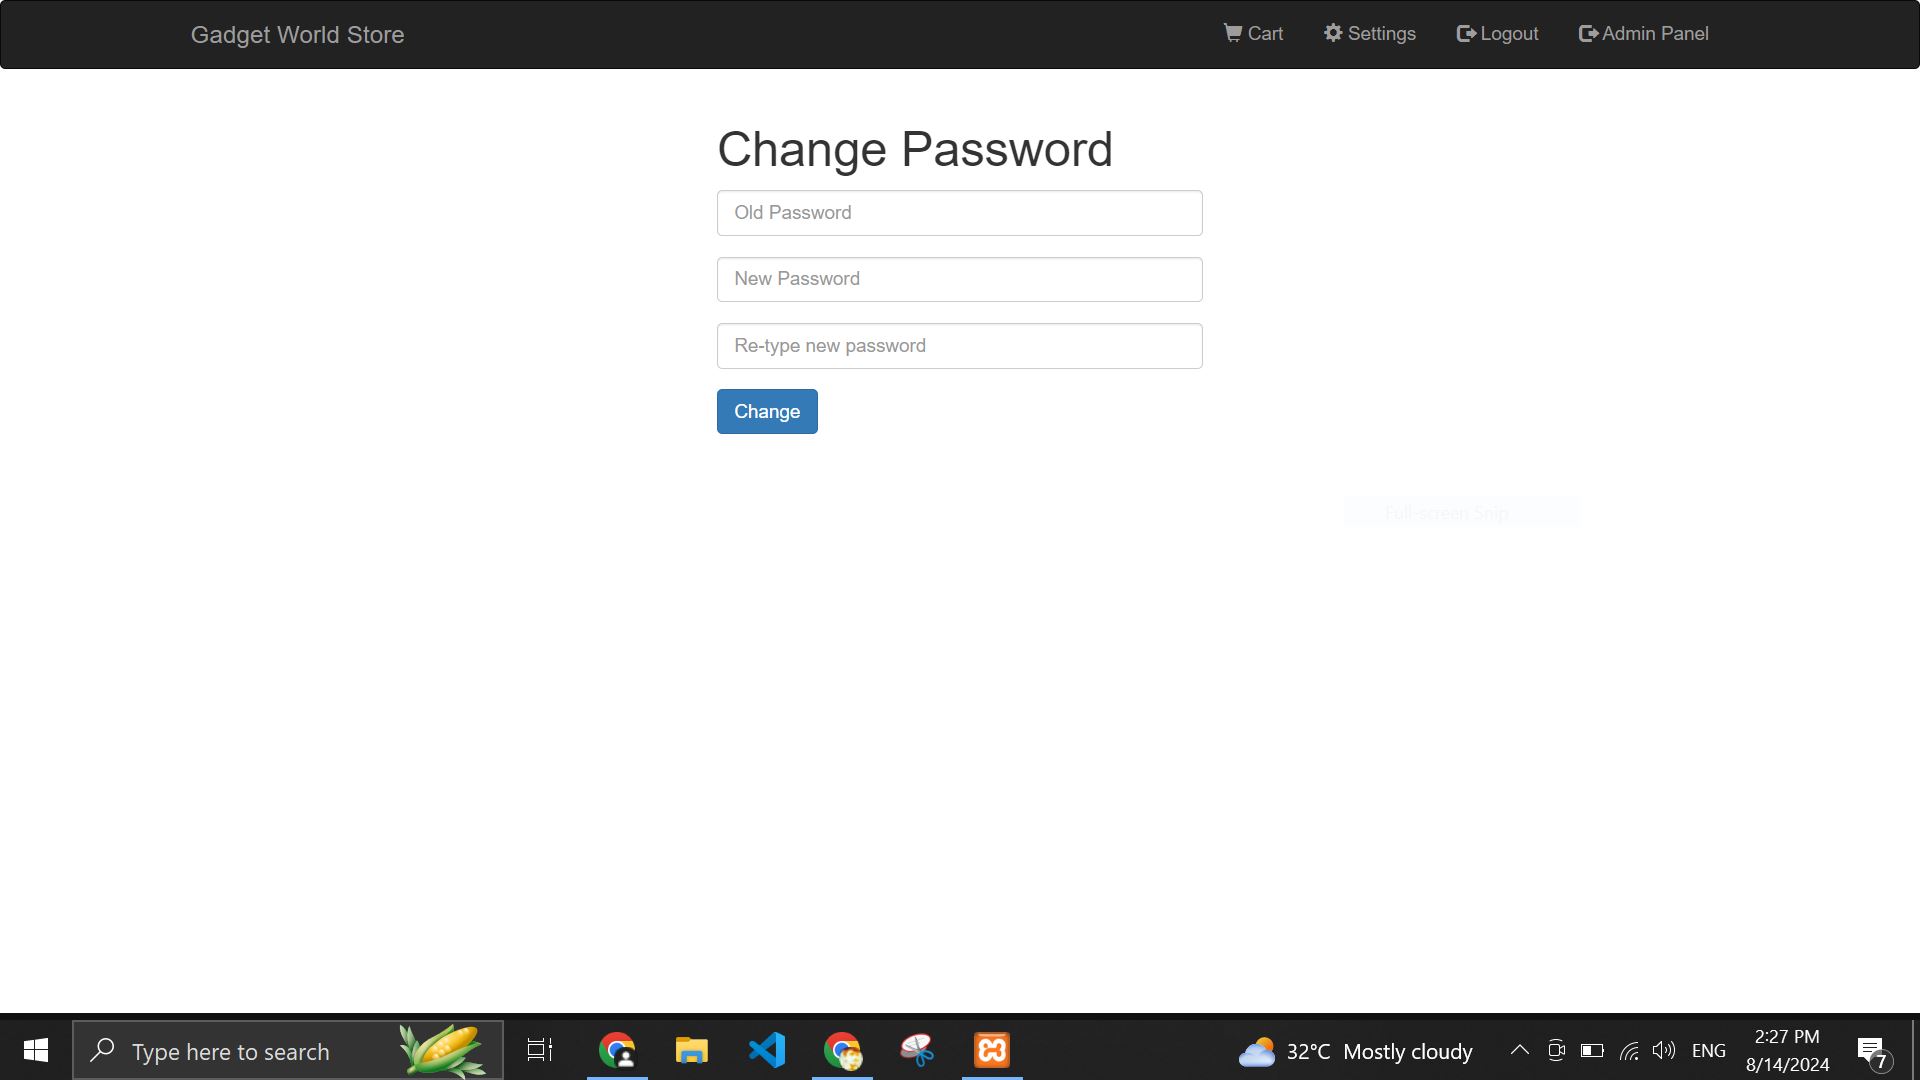 Gadget World Store
Cart
Settings
Logout
Admin Panel
Change Password
Old Password
New Password
Re-type new password
Change
Full-screen Snip
Type here to search
32°C Mostly cloudy
ENG
2:27 PM
8/14/2024
7